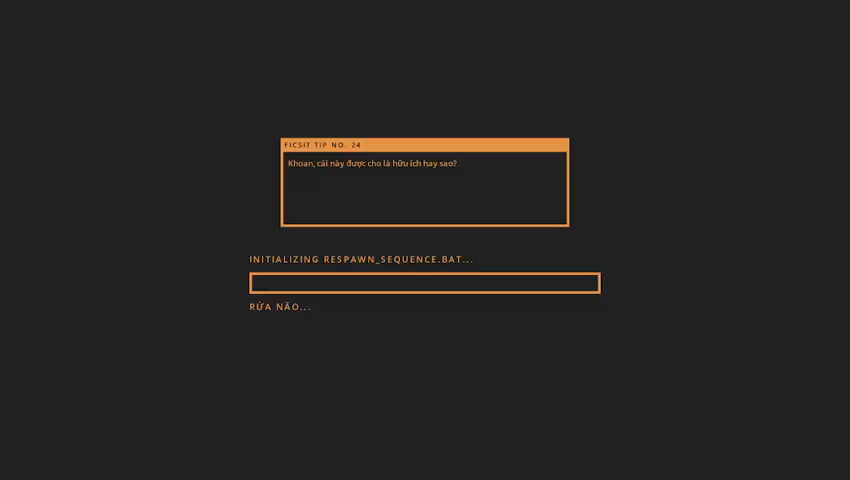 FICSIT TIP NO. 24
Khoan, cái này được cho là hữu ích hay sao?
INITIALIZING RESPAWN_SEQUENCE.BAT...
RỬA NÃO...